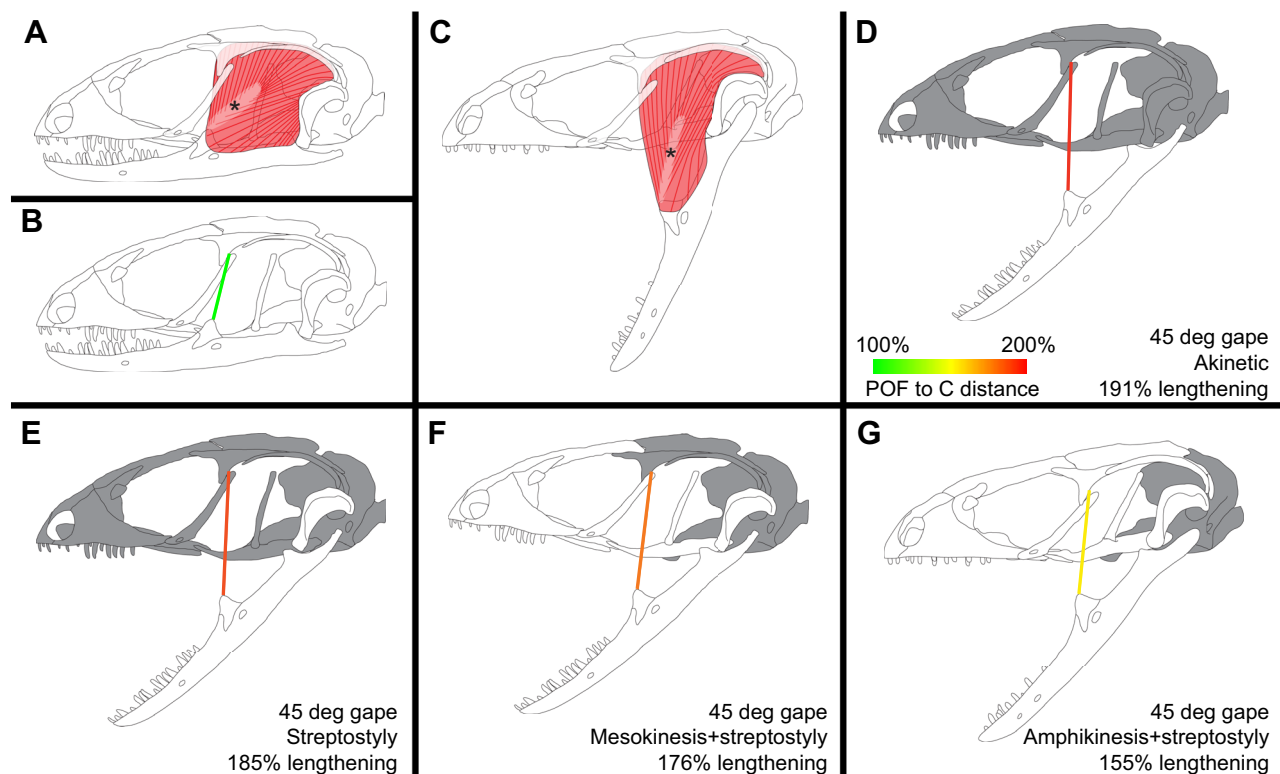 A
*
B
C
*
D
100%
200%
POF to C distance
45 deg gape
Akinetic
191% lengthening
E
45 deg gape
Streptostyly
185% lengthening
F
45 deg gape
Mesokinesis+streptostyly
176% lengthening
G
45 deg gape
Amphikinesis+streptostyly
155% lengthening